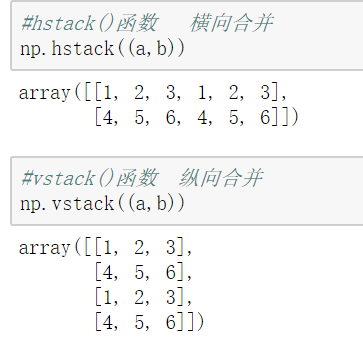 #hstack()函数 横向合并
np.hstack((a,b))
array([[1, 2, 3, 1, 2, 3],
[4, 5, 6, 4, 5, 6]])
#vstack()函数 纵向合并
np.vstack((a,b))
array([[1, 2, 3],
[4, 5, 6],
[1, 2, 3],
[4, 5, 6]])